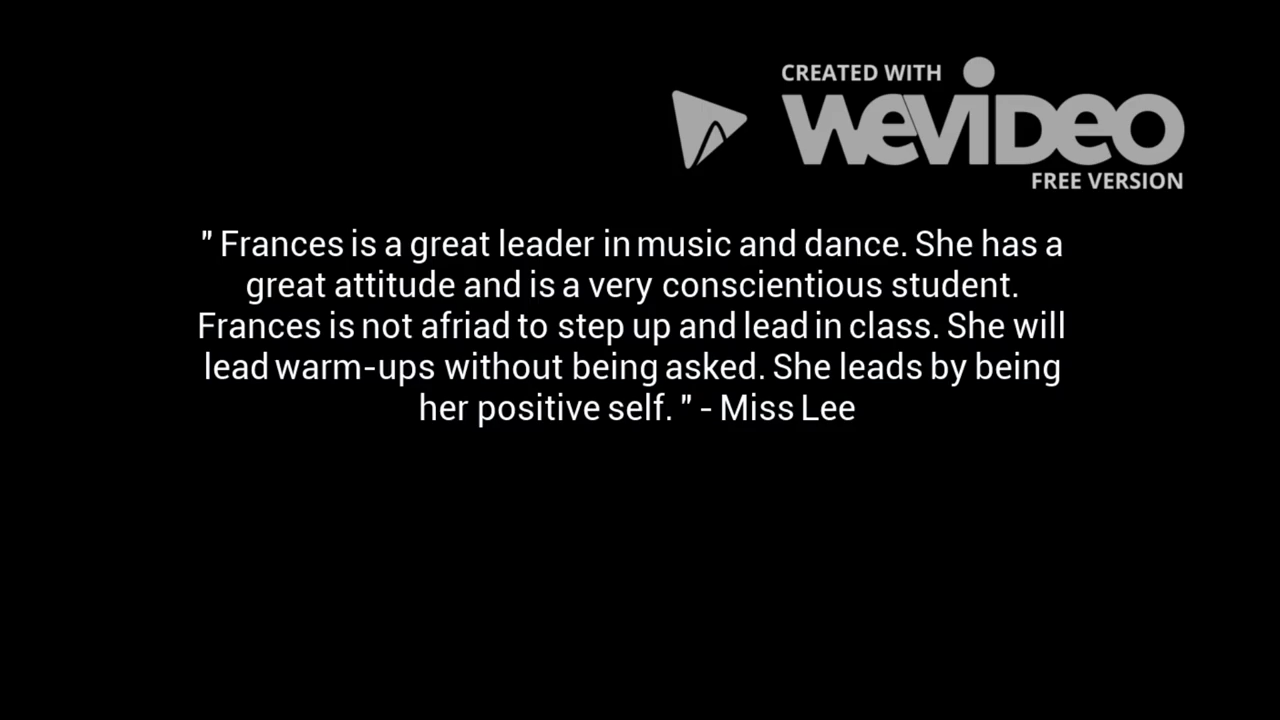 CREATED WITH
WEVIDEO
FREE VERSION
" Frances is a great leader in music and dance. She has a
great attitude and is a very conscientious student.
Frances is not afriad to step up and lead in class. She will
lead warm-ups without being asked. She leads by being
her positive self. " - Miss Lee